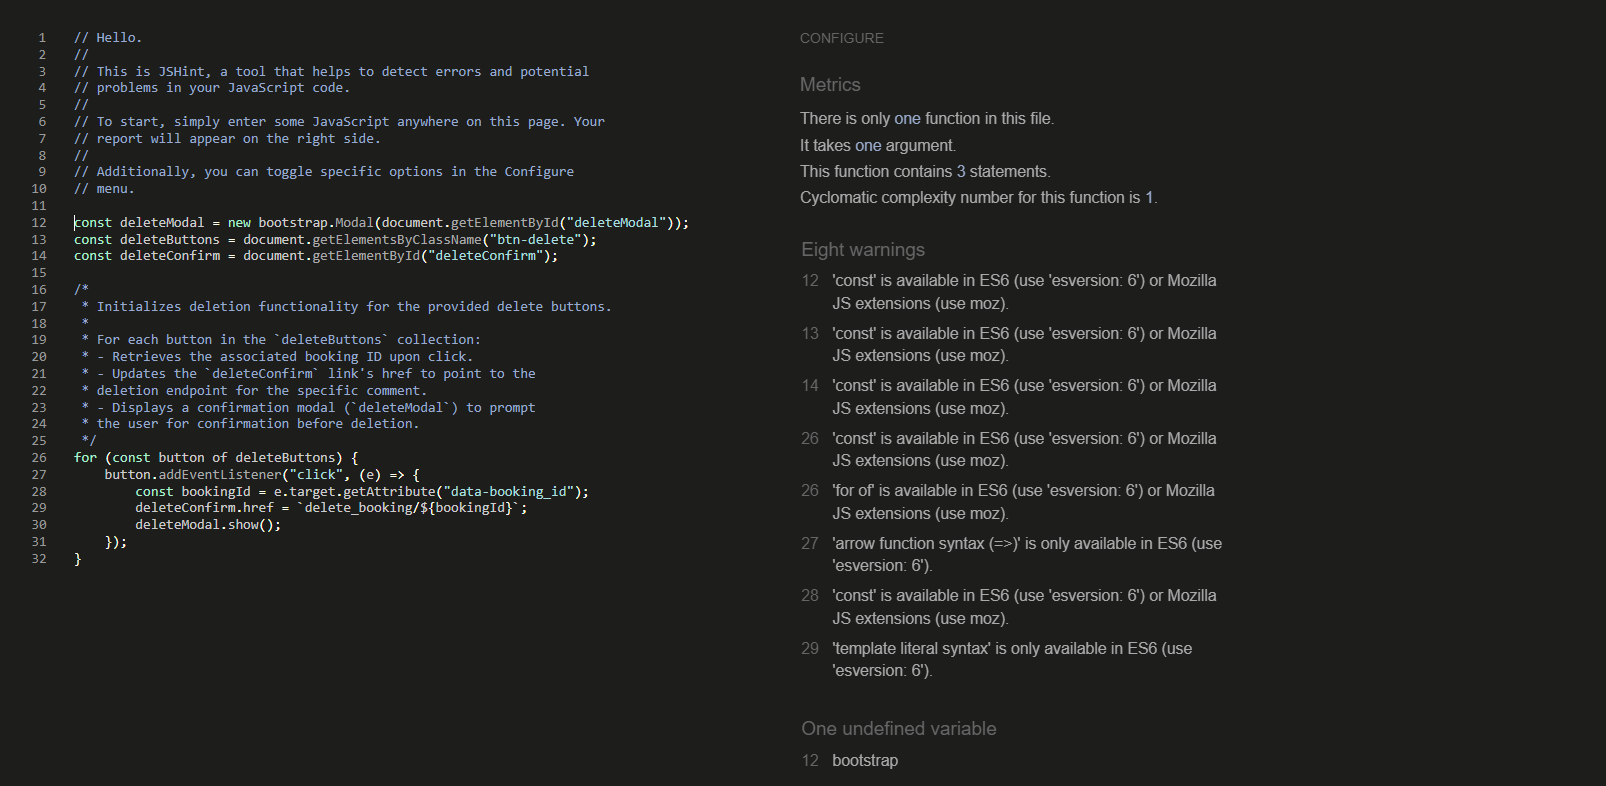 1 // Hello.
2 //
3 // This is JSHint, a tool that helps to detect errors and potential
4 // problems in your JavaScript code.
5 //
6 // To start, simply enter some JavaScript anywhere on this page. Your
7 // report will appear on the right side.
8 //
9 // Additionally, you can toggle specific options in the Configure
10 // menu.
11
12 const deleteModal = new bootstrap.Modal(document.getElementById("deleteModal"));
13 const deleteButtons = document.getElementsByClassName("btn-delete");
14 const deleteConfirm = document.getElementById("deleteConfirm");
15
16 /*
17  * Initializes deletion functionality for the provided delete buttons.
18  *
19  * For each button in the `deleteButtons` collection:
20  * - Retrieves the associated booking ID upon click.
21  * - Updates the `deleteConfirm` link's href to point to the
22  * deletion endpoint for the specific comment.
23  * - Displays a confirmation modal (`deleteModal`) to prompt
24  * the user for confirmation before deletion.
25  */
26 for (const button of deleteButtons) {
27     button.addEventListener("click", (e) => {
28         const bookingId = e.target.getAttribute("data-booking_id");
29         deleteConfirm.href = `delete_booking/${bookingId}`;
30         deleteModal.show();
31     });
32 }
CONFIGURE
Metrics
There is only one function in this file.
It takes one argument.
This function contains 3 statements.
Cyclomatic complexity number for this function is 1.
Eight warnings
12 'const' is available in ES6 (use 'esversion: 6') or Mozilla
JS extensions (use moz).
13 'const' is available in ES6 (use 'esversion: 6') or Mozilla
JS extensions (use moz).
14 'const' is available in ES6 (use 'esversion: 6') or Mozilla
JS extensions (use moz).
26 'const' is available in ES6 (use 'esversion: 6') or Mozilla
JS extensions (use moz).
26 'for of' is available in ES6 (use 'esversion: 6') or Mozilla
JS extensions (use moz).
27 'arrow function syntax (=>)' is only available in ES6 (use
'esversion: 6').
28 'const' is available in ES6 (use 'esversion: 6') or Mozilla
JS extensions (use moz).
29 'template literal syntax' is only available in ES6 (use
'esversion: 6').
One undefined variable
12 bootstrap